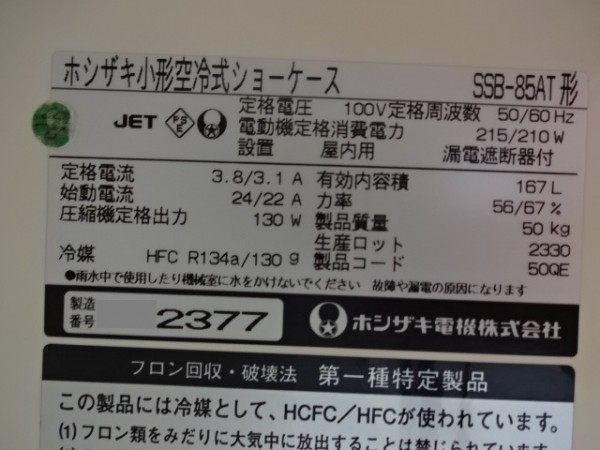 ホシザキ小形空冷式ショーケース SSB-85AT 形
JET PSE 定格電圧 100V 定格周波数 50/60 Hz
電動機定格消費電力 215/210 W
設置 屋内用 漏電遮断器付
定格電流 3.8/3.1 A 有効内容積 167 L
始動電流 24/22 A 力率 56/67 %
圧縮機定格出力 130 W 製品質量 50 kg
生産ロット 2330
冷媒 HFC R134a/130 g 製品コード 50QE
●雨水中で使用したり機械室に水をかけないでください 故障や漏電の原因になります
製造番号 2377 ホシザキ電機株式会社
フロン回収・破壊法 第一種特定製品
この製品には冷媒として、HCFC/HFCが使われています。
(1)フロン類をみだりに大気中に放出することは禁じられています。